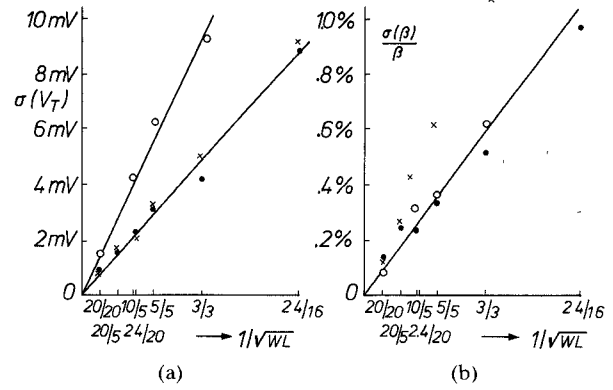 10mV
8mV
σ(V_T)
6mV
4mV
2mV
0
20/20 10/5 5/5 3/3 24/16
20/5 24/20 → 1/√WL
(a)
1.0%
σ(β)/β
.8%
.6%
.4%
.2%
0
20/20 10/5 5/5 3/3 24/16
20/5 2.4/20 → 1/√WL
(b)